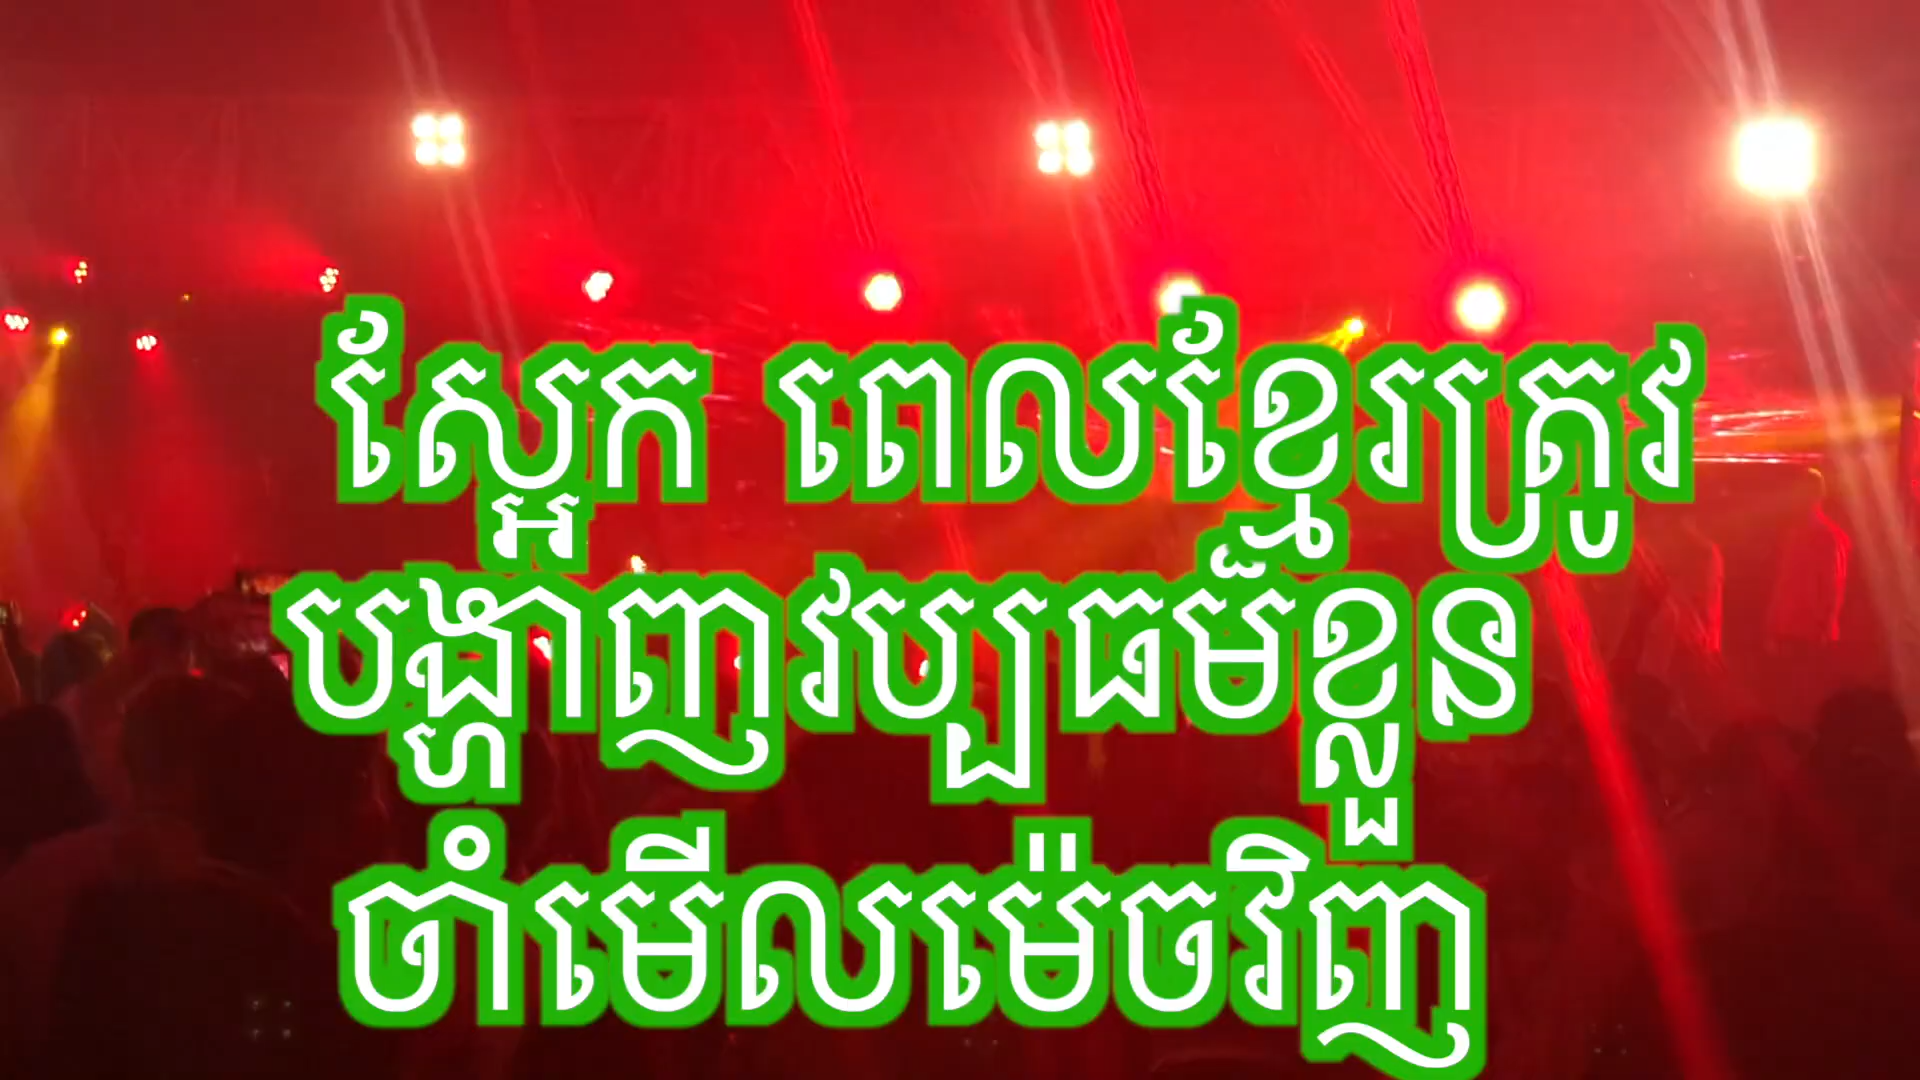 ស្អែក ពេលខ្មែរត្រូវ
បង្ហាញវប្បធម៌ខ្លួន
ចាំមើលម៉េចវិញ